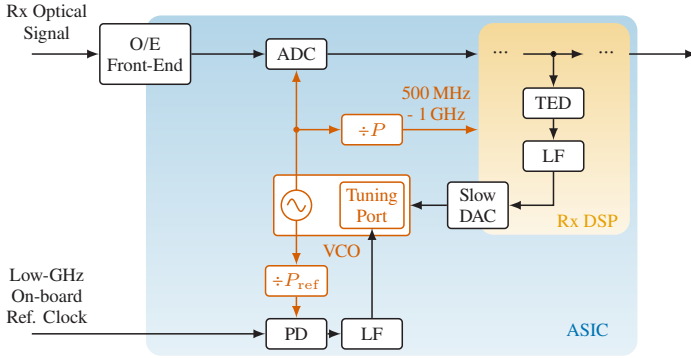 Rx Optical
Signal
O/E
Front-End
ADC
...
...
500 MHz
- 1 GHz
÷P
TED
LF
Tuning
Port
Slow
DAC
Rx DSP
VCO
÷P_ref
Low-GHz
On-board
Ref. Clock
PD
LF
ASIC